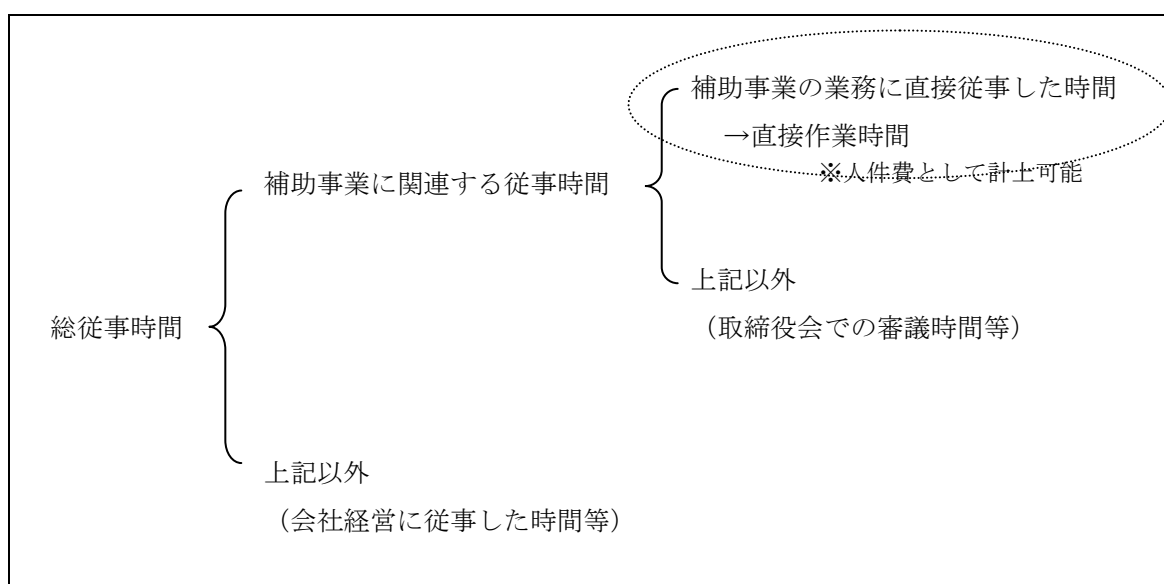 補助事業の業務に直接従事した時間
→直接作業時間
※人件費として計上可能
補助事業に関連する従事時間
上記以外
(取締役会での審議時間等)
総従事時間
上記以外
(会社経営に従事した時間等)